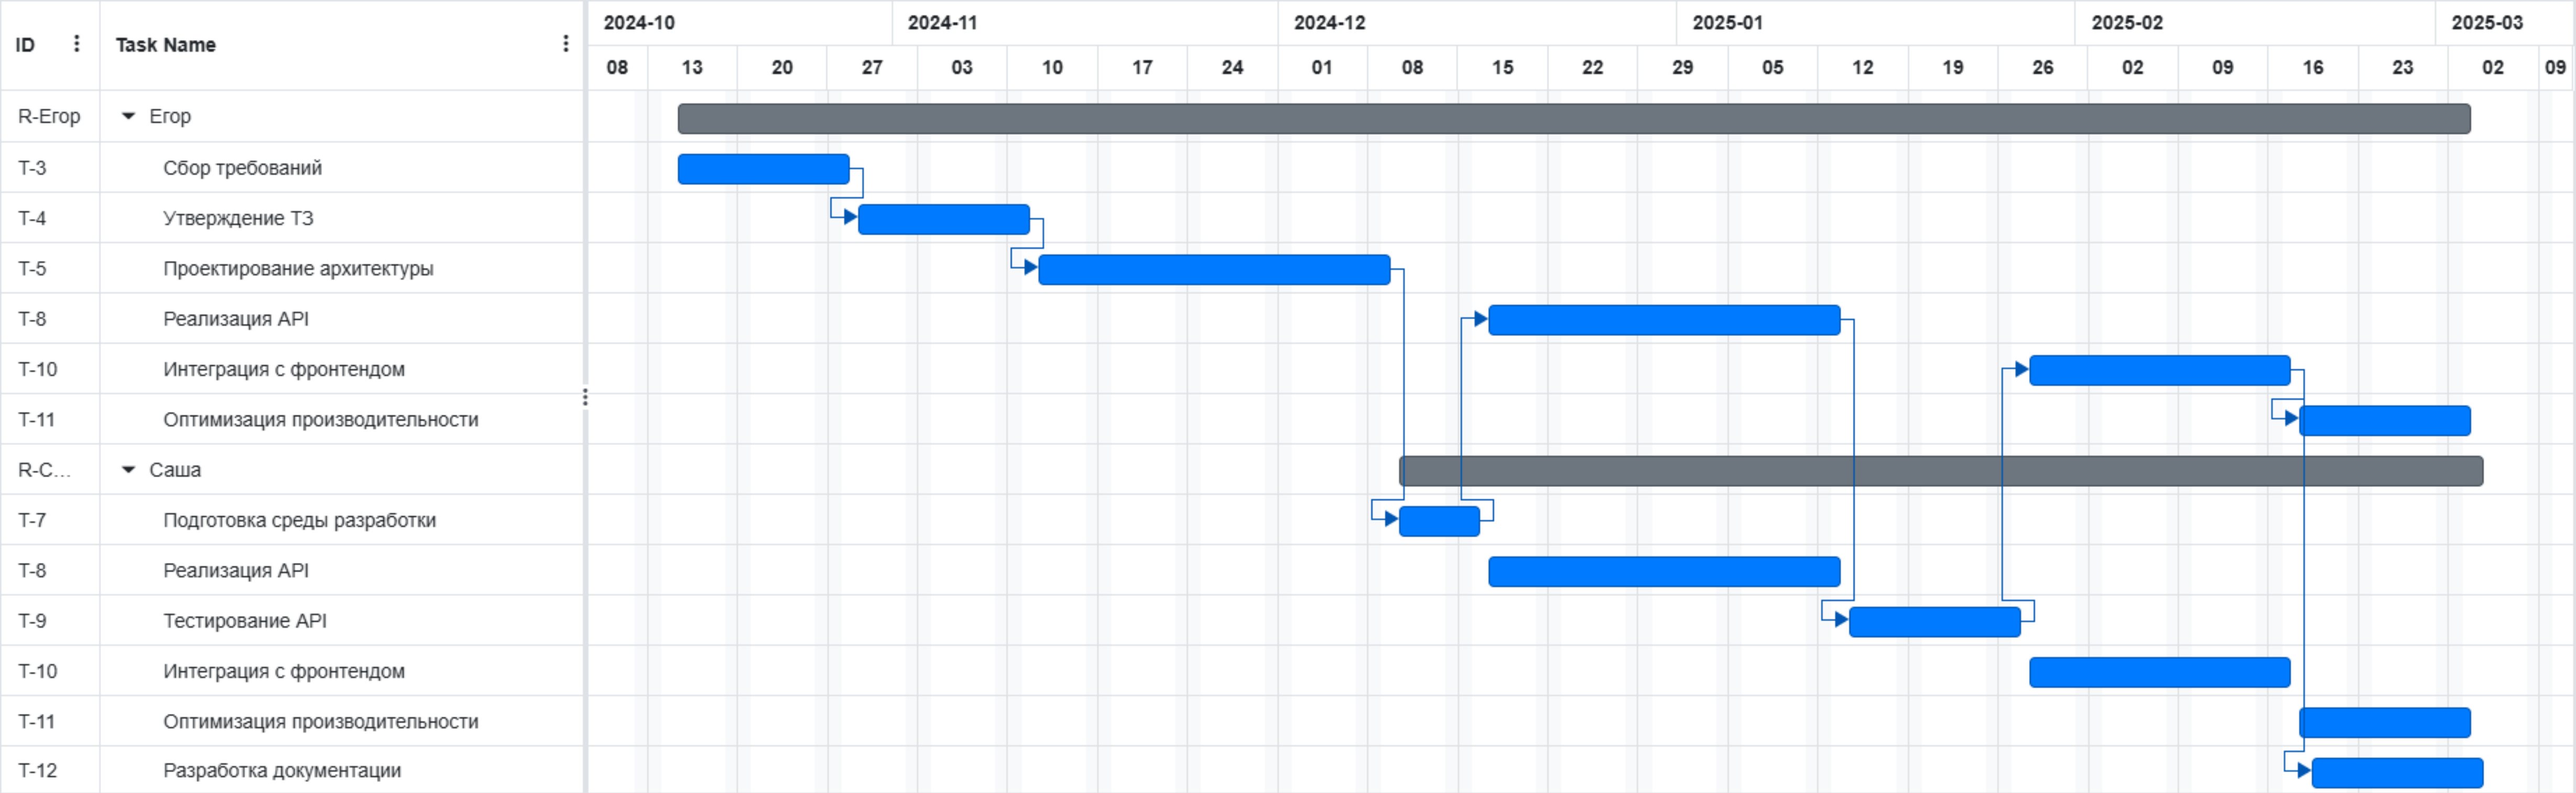 ID Task Name 2024-10 2024-11 2024-12 2025-01 2025-02 2025-03
08 13 20 27 03 10 17 24 01 08 15 22 29 05 12 19 26 02 09 16 23 02 09
R-Егор Егор
T-3 Сбор требований
T-4 Утверждение ТЗ
T-5 Проектирование архитектуры
T-8 Реализация API
T-10 Интеграция с фронтендом
T-11 Оптимизация производительности
R-C... Саша
T-7 Подготовка среды разработки
T-8 Реализация API
T-9 Тестирование API
T-10 Интеграция с фронтендом
T-11 Оптимизация производительности
T-12 Разработка документации